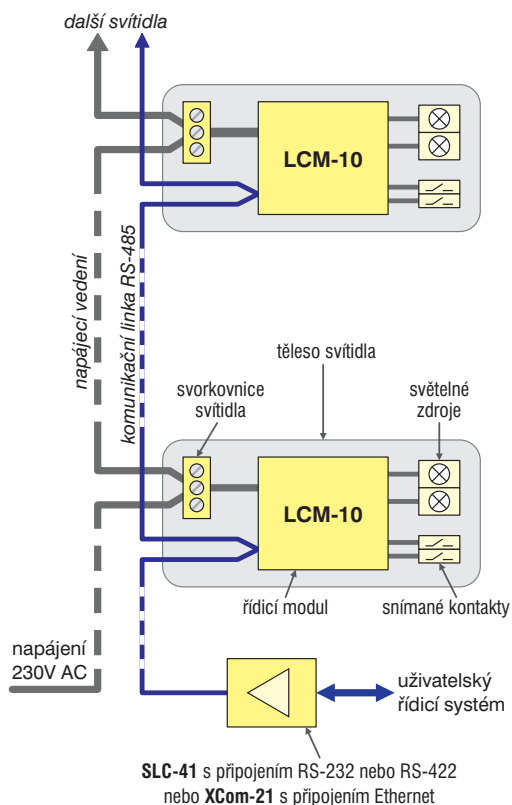 další svítidla
LCM-10
napájecí vedení
komunikační linka RS-485
těleso svítidla
svorkovnice
svítidla
světelné
zdroje
LCM-10
řídicí modul
snímané kontakty
napájení
230V AC
uživatelský
řídicí systém
SLC-41 s připojením RS-232 nebo RS-422
nebo XCom-21 s připojením Ethernet